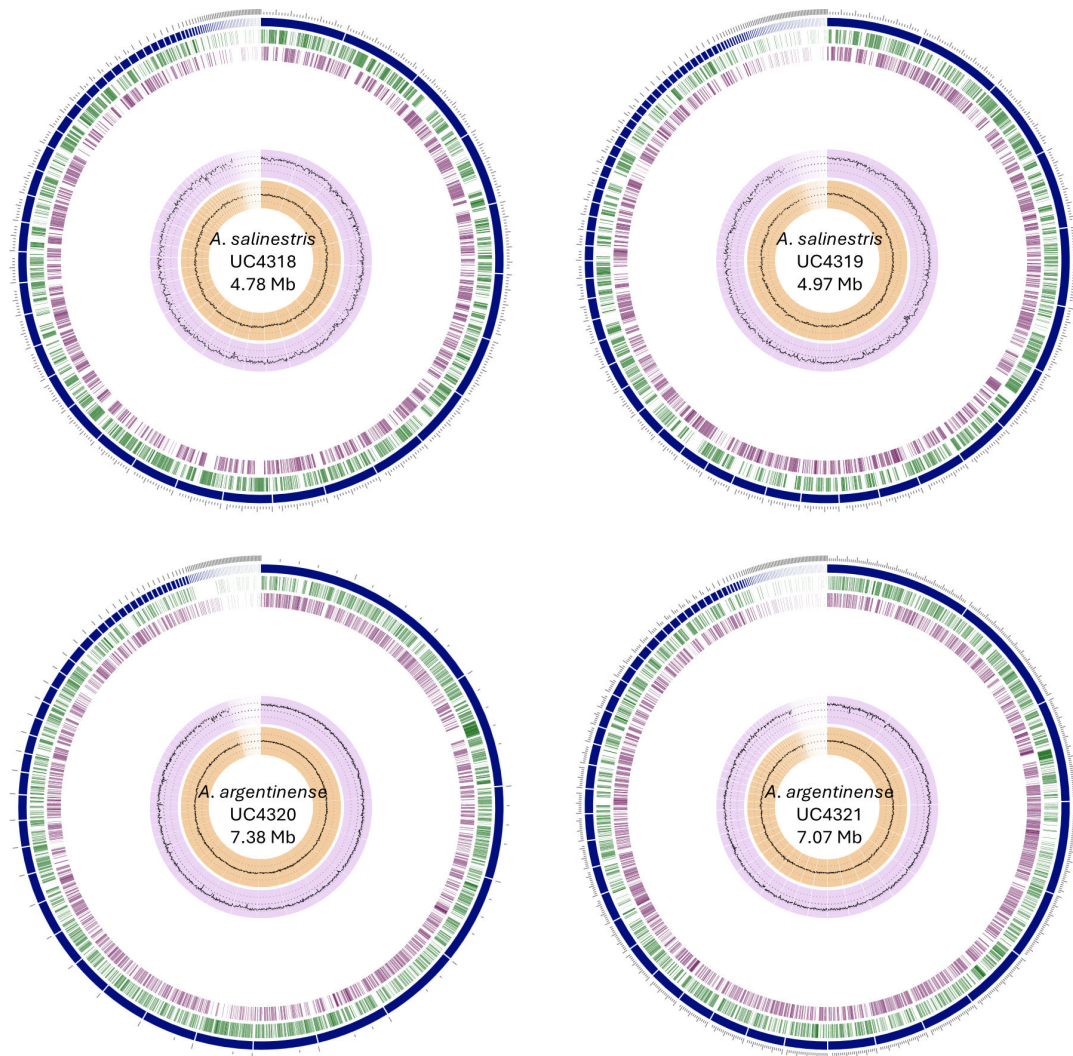 A. salinestris
UC4318
4.78 Mb
A. salinestris
UC4319
4.97 Mb
A. argentinense
UC4320
7.38 Mb
A. argentinense
UC4321
7.07 Mb